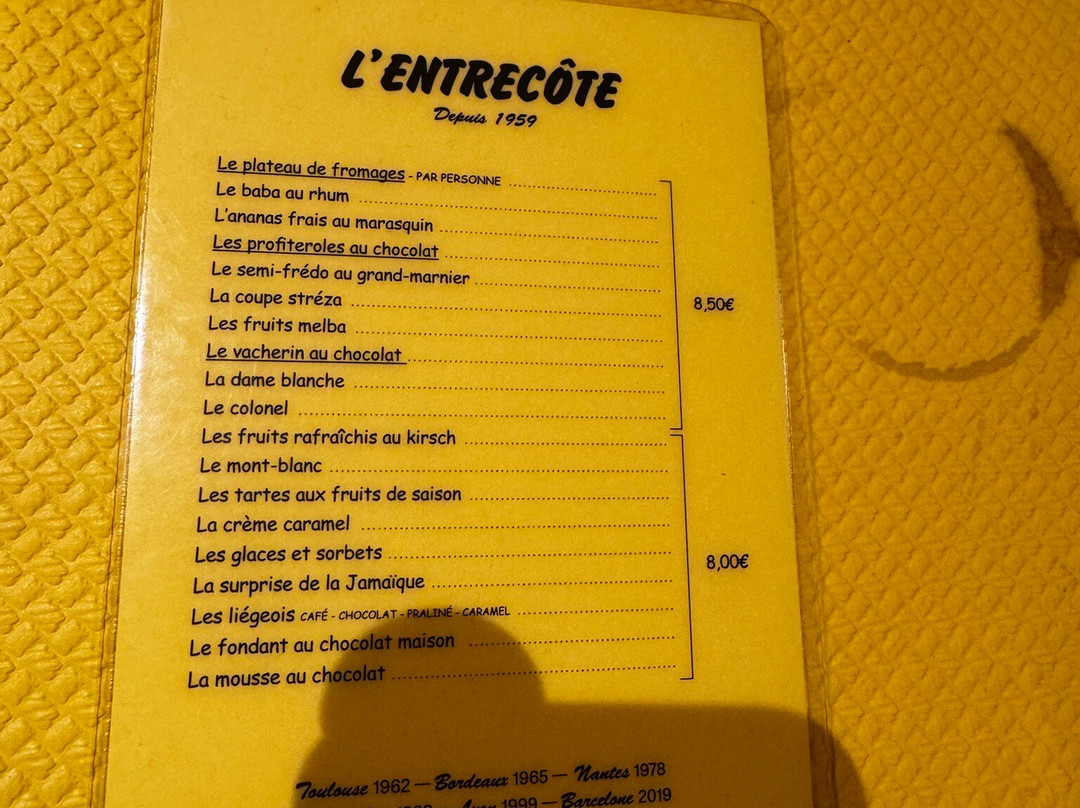 L'ENTRECÔTE
Depuis 1959
Le plateau de fromages - PAR PERSONNE
Le baba au rhum
L'ananas frais au marasquin
Les profiteroles au chocolat
Le semi-frédo au grand-marnier
La coupe stréza
8,50€
Les fruits melba
Le vacherin au chocolat
La dame blanche
Le colonel
Les fruits rafraîchis au kirsch
Le mont-blanc
Les tartes aux fruits de saison
La crème caramel
Les glaces et sorbets
8,00€
La surprise de la Jamaïque
Les liégeois CAFÉ - CHOCOLAT - PRALINÉ - CARAMEL
Le fondant au chocolat maison
La mousse au chocolat
Toulouse 1962 — Bordeaux 1965 — Nantes 1978
1999 — Barcelone 2019